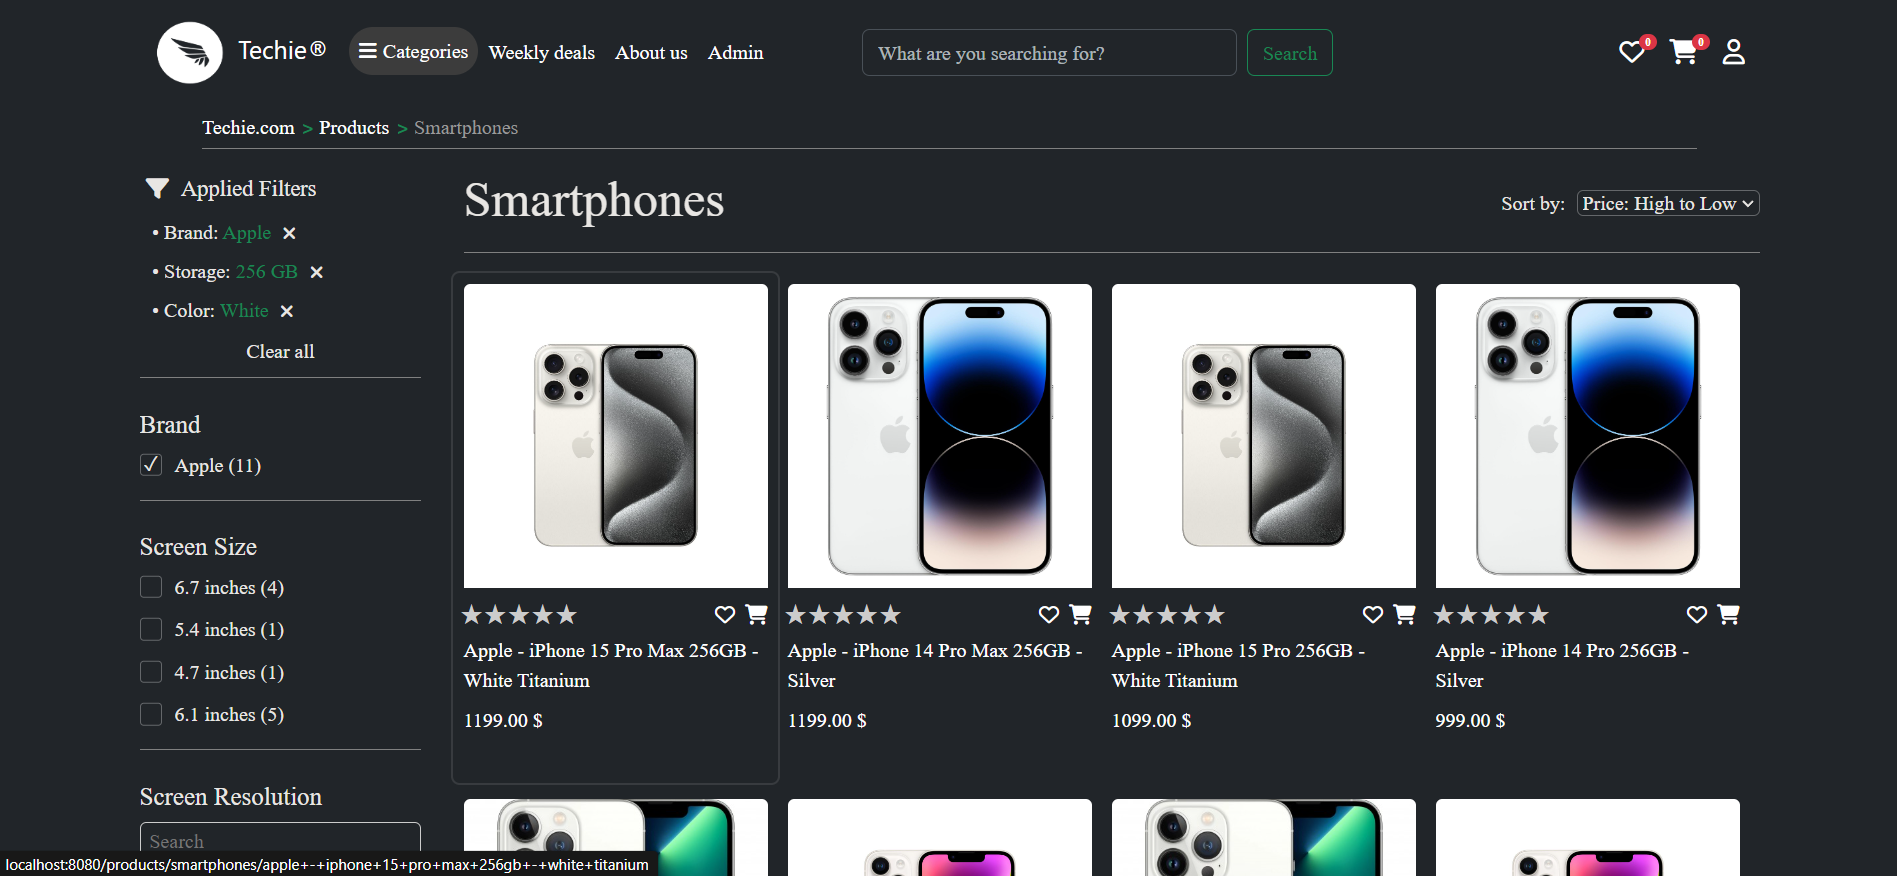 Techie®
Categories
Weekly deals
About us
Admin
What are you searching for?
Search
0
0
Techie.com > Products > Smartphones
Applied Filters
• Brand: Apple
• Storage: 256 GB
• Color: White
Clear all
Brand
Apple (11)
Screen Size
6.7 inches (4)
5.4 inches (1)
4.7 inches (1)
6.1 inches (5)
Screen Resolution
Search
Smartphones
Sort by: Price: High to Low
Apple - iPhone 15 Pro Max 256GB -
White Titanium
1199.00 $
Apple - iPhone 14 Pro Max 256GB -
Silver
1199.00 $
Apple - iPhone 15 Pro 256GB -
White Titanium
1099.00 $
Apple - iPhone 14 Pro 256GB -
Silver
999.00 $
localhost:8080/products/smartphones/apple+-+iphone+15+pro+max+256gb+-+white+titanium